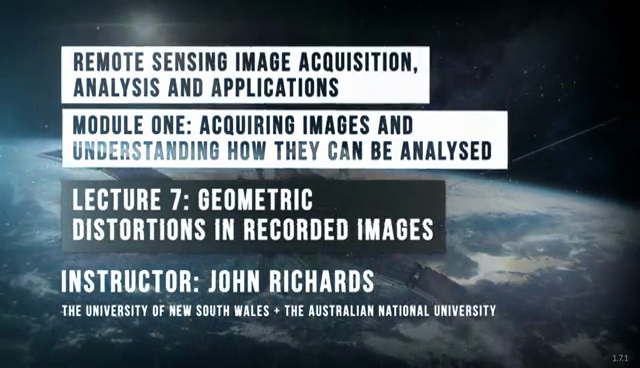 REMOTE SENSING IMAGE ACQUISITION,
ANALYSIS AND APPLICATIONS
MODULE ONE: ACQUIRING IMAGES AND
UNDERSTANDING HOW THEY CAN BE ANALYSED
LECTURE 7: GEOMETRIC
DISTORTIONS IN RECORDED IMAGES
INSTRUCTOR: JOHN RICHARDS
THE UNIVERSITY OF NEW SOUTH WALES + THE AUSTRALIAN NATIONAL UNIVERSITY
1.7.1